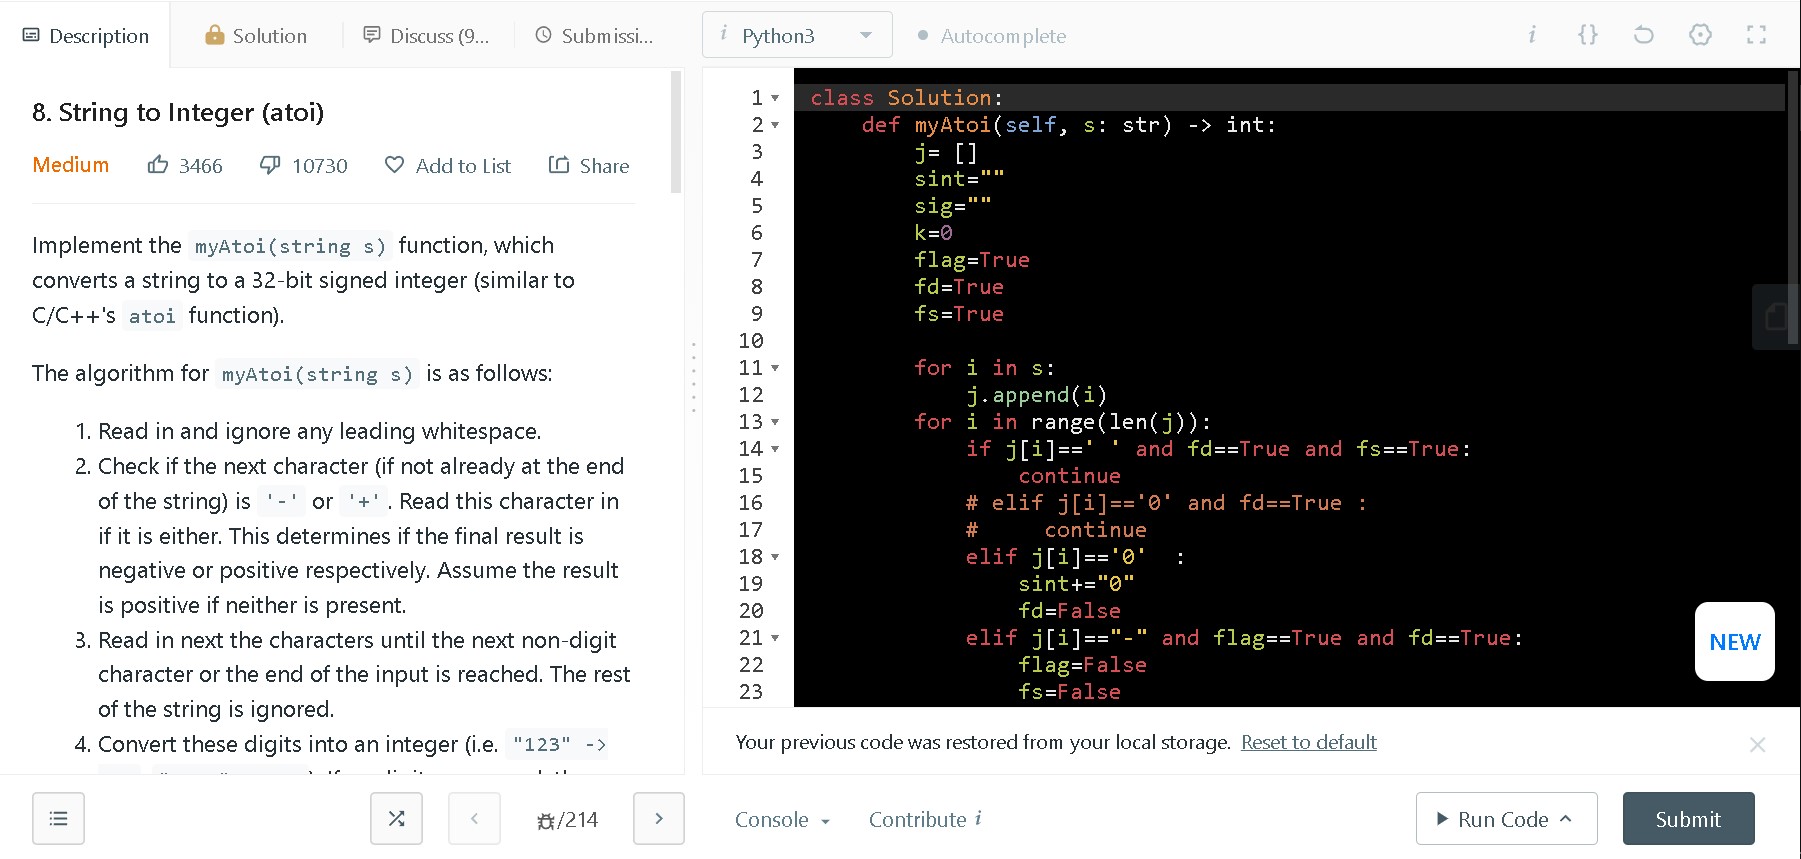 Description
Solution
Discuss (9...
Submissi...
i Python3
Autocomplete
i {}
8. String to Integer (atoi)
Medium 3466 10730 Add to List Share
Implement the myAtoi(string s) function, which
converts a string to a 32-bit signed integer (similar to
C/C++'s atoi function).
The algorithm for myAtoi(string s) is as follows:
1. Read in and ignore any leading whitespace.
2. Check if the next character (if not already at the end
of the string) is '-' or '+'. Read this character in
if it is either. This determines if the final result is
negative or positive respectively. Assume the result
is positive if neither is present.
3. Read in next the characters until the next non-digit
character or the end of the input is reached. The rest
of the string is ignored.
4. Convert these digits into an integer (i.e. "123" ->
1 class Solution:
2 def myAtoi(self, s: str) -> int:
3 j= []
4 sint=""
5 sig=""
6 k=0
7 flag=True
8 fd=True
9 fs=True
10
11 for i in s:
12 j.append(i)
13 for i in range(len(j)):
14 if j[i]==' ' and fd==True and fs==True:
15 continue
16 # elif j[i]=='0' and fd==True :
17 # continue
18 elif j[i]=='0' :
19 sint+="0"
20 fd=False
21 elif j[i]=="-" and flag==True and fd==True:
22 flag=False
23 fs=False
NEW
Your previous code was restored from your local storage. Reset to default
/214
Console
Contribute i
Run Code
Submit